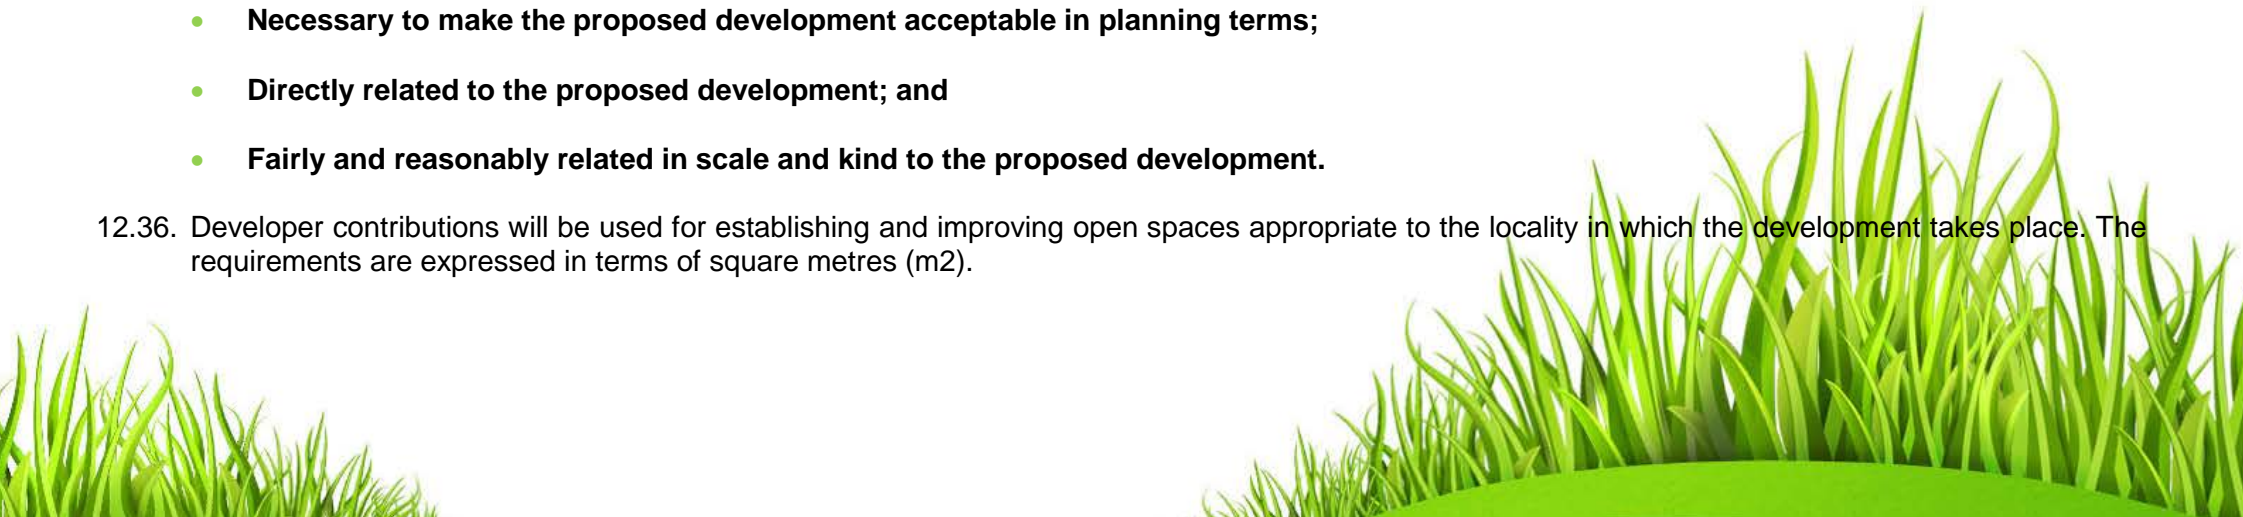 • Necessary to make the proposed development acceptable in planning terms;
• Directly related to the proposed development; and
• Fairly and reasonably related in scale and kind to the proposed development.
12.36. Developer contributions will be used for establishing and improving open spaces appropriate to the locality in which the development takes place. The
requirements are expressed in terms of square metres (m2).